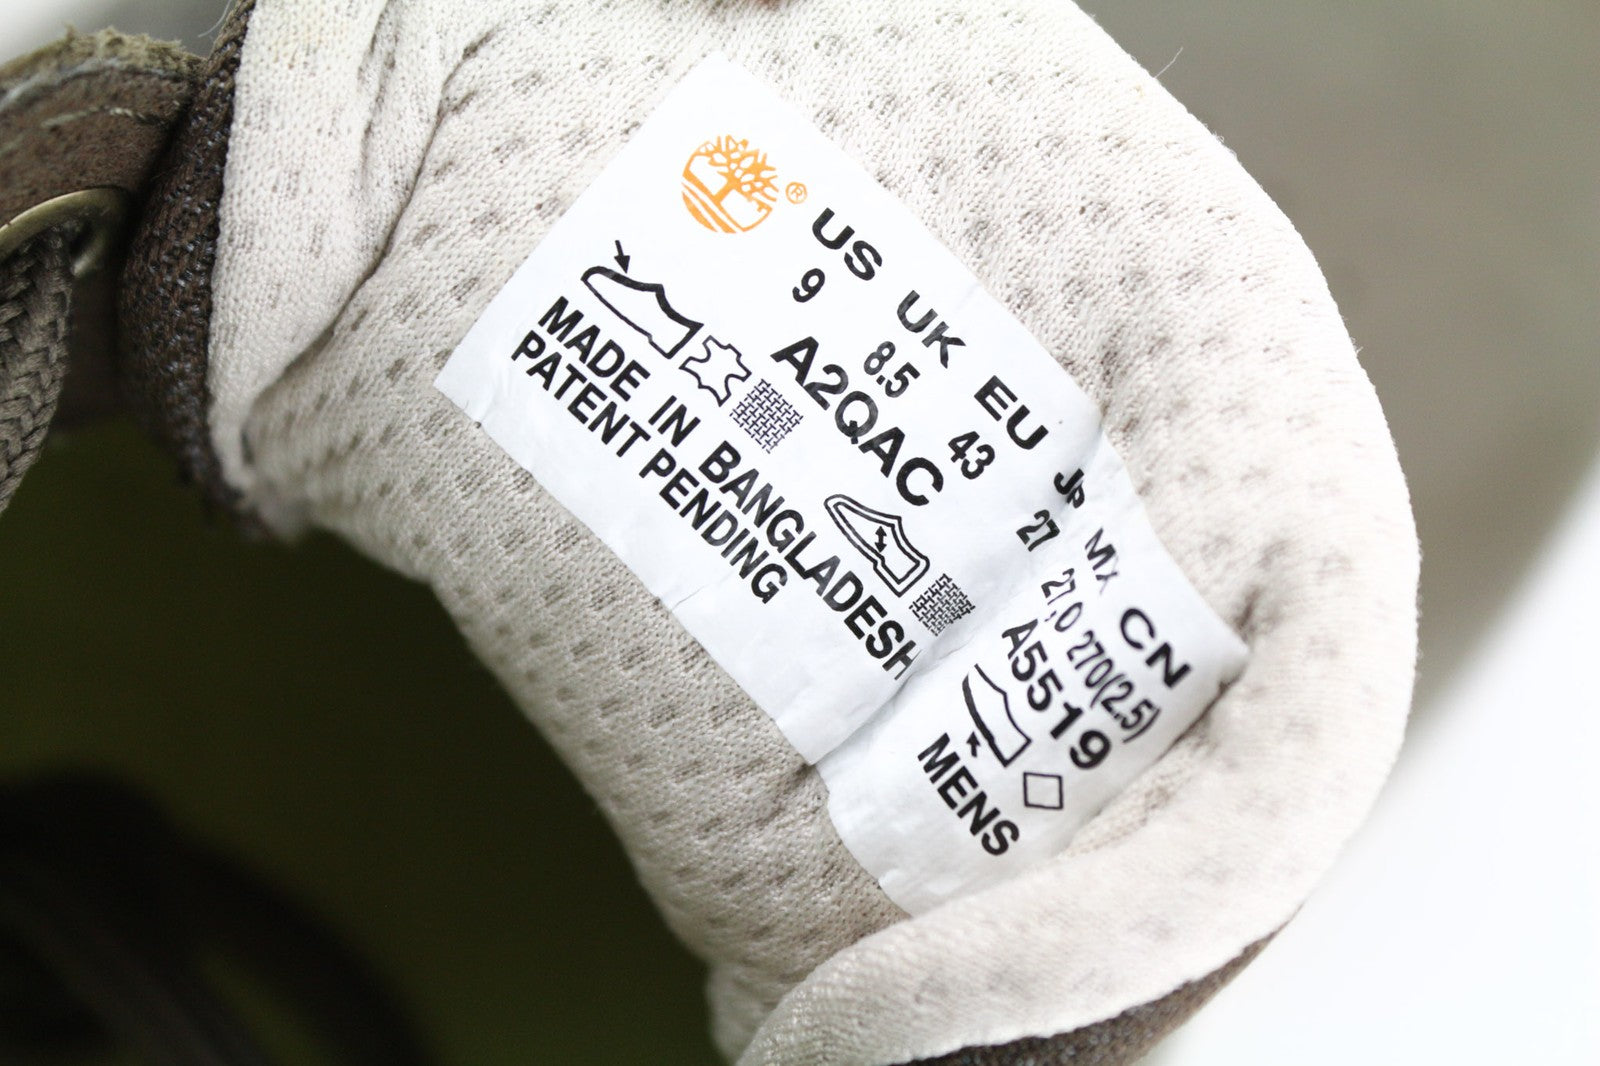 ®
US UK EU JP MX CN
9 8.5 43 27 27,0 270(2.5)
A2QAC A5519
MADE IN BANGLADESH
PATENT PENDING
MENS